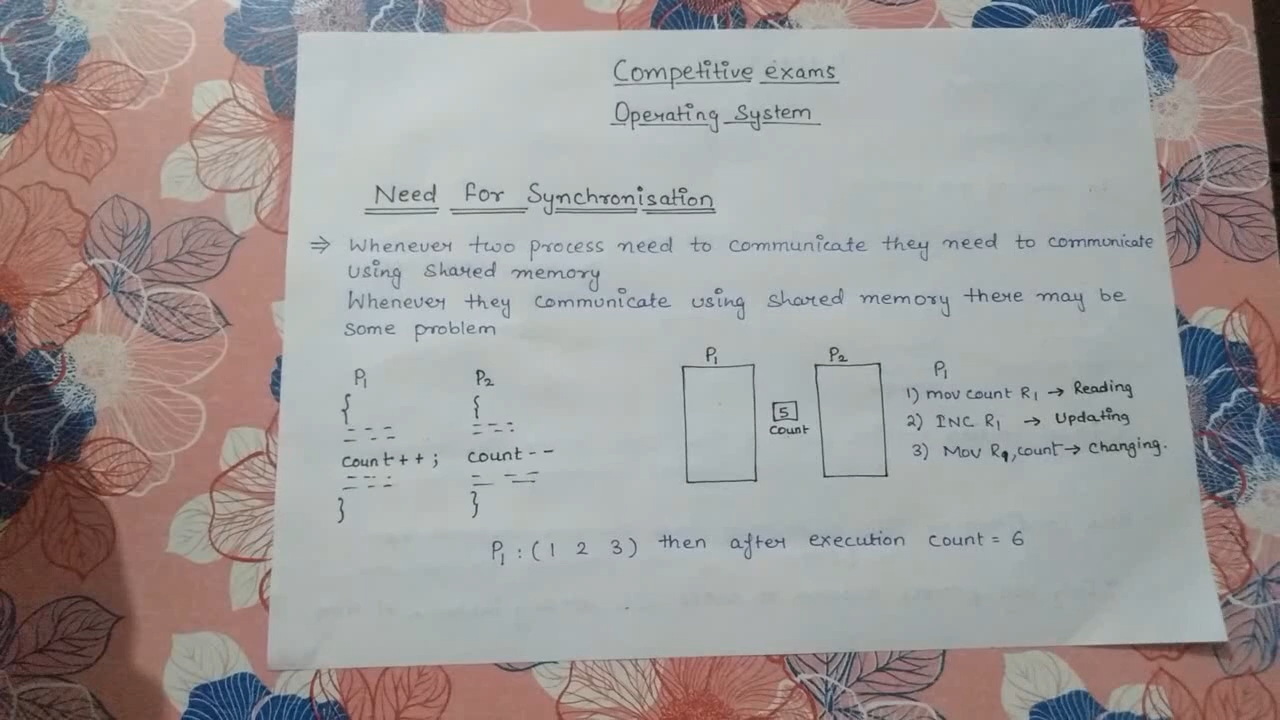 Competitive exams
Operating System
Need for Synchronisation
⇒ Whenever two process need to communicate they need to communicate
using shared memory
Whenever they communicate using shared memory there may be
some problem
P1 P2
{ {
count++; count--
} }
P1 P2
5
count
P1
1) mov count R1 → Reading
2) INC R1 → Updating
3) Mov R1, count → changing.
P1 : (1 2 3) then after execution count = 6